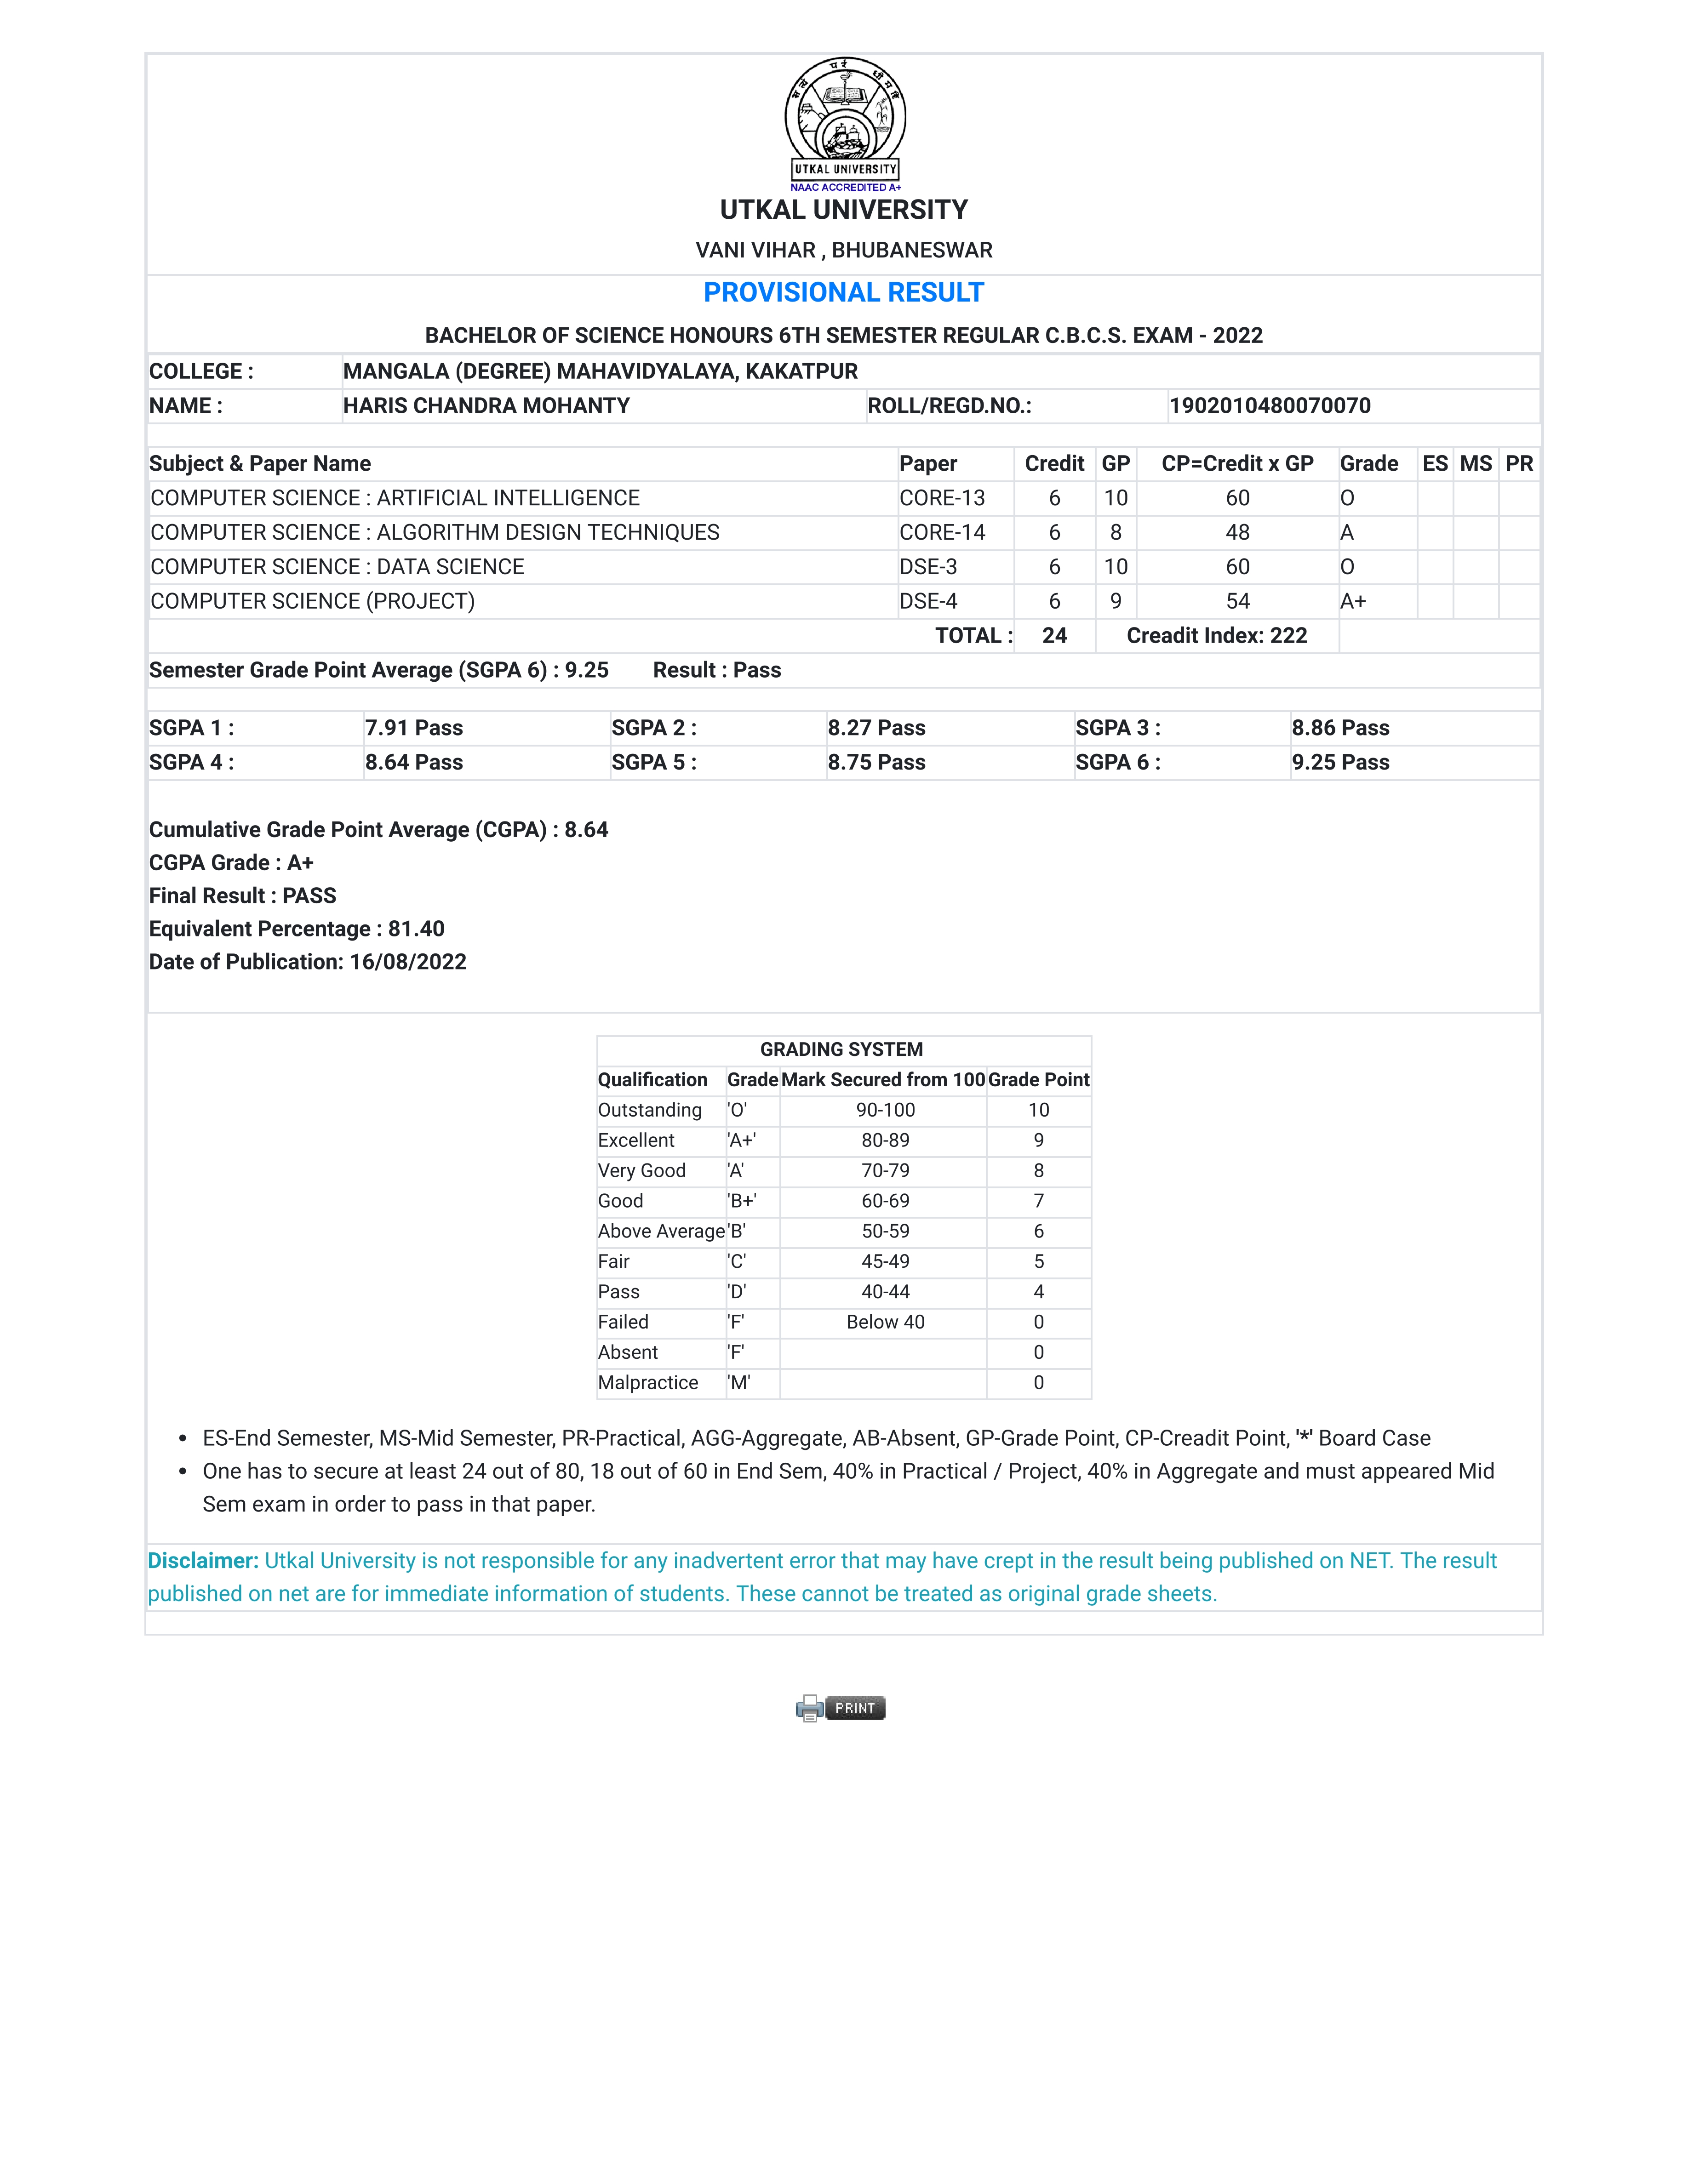 सत्यं परं धीमहि
UTKAL UNIVERSITY
NAAC ACCREDITED A+
UTKAL UNIVERSITY
VANI VIHAR , BHUBANESWAR
PROVISIONAL RESULT
BACHELOR OF SCIENCE HONOURS 6TH SEMESTER REGULAR C.B.C.S. EXAM - 2022
COLLEGE : MANGALA (DEGREE) MAHAVIDYALAYA, KAKATPUR
NAME : HARIS CHANDRA MOHANTY ROLL/REGD.NO.: 1902010480070070
Subject & Paper Name Paper Credit GP CP=Credit x GP Grade ES MS PR
COMPUTER SCIENCE : ARTIFICIAL INTELLIGENCE CORE-13 6 10 60 O
COMPUTER SCIENCE : ALGORITHM DESIGN TECHNIQUES CORE-14 6 8 48 A
COMPUTER SCIENCE : DATA SCIENCE DSE-3 6 10 60 O
COMPUTER SCIENCE (PROJECT) DSE-4 6 9 54 A+
TOTAL : 24 Creadit Index: 222
Semester Grade Point Average (SGPA 6) : 9.25 Result : Pass
SGPA 1 : 7.91 Pass SGPA 2 : 8.27 Pass SGPA 3 : 8.86 Pass
SGPA 4 : 8.64 Pass SGPA 5 : 8.75 Pass SGPA 6 : 9.25 Pass
Cumulative Grade Point Average (CGPA) : 8.64
CGPA Grade : A+
Final Result : PASS
Equivalent Percentage : 81.40
Date of Publication: 16/08/2022
GRADING SYSTEM
Qualification Grade Mark Secured from 100 Grade Point
Outstanding 'O' 90-100 10
Excellent 'A+' 80-89 9
Very Good 'A' 70-79 8
Good 'B+' 60-69 7
Above Average 'B' 50-59 6
Fair 'C' 45-49 5
Pass 'D' 40-44 4
Failed 'F' Below 40 0
Absent 'F' 0
Malpractice 'M' 0
• ES-End Semester, MS-Mid Semester, PR-Practical, AGG-Aggregate, AB-Absent, GP-Grade Point, CP-Creadit Point, '*' Board Case
• One has to secure at least 24 out of 80, 18 out of 60 in End Sem, 40% in Practical / Project, 40% in Aggregate and must appeared Mid
Sem exam in order to pass in that paper.
Disclaimer: Utkal University is not responsible for any inadvertent error that may have crept in the result being published on NET. The result
published on net are for immediate information of students. These cannot be treated as original grade sheets.
PRINT